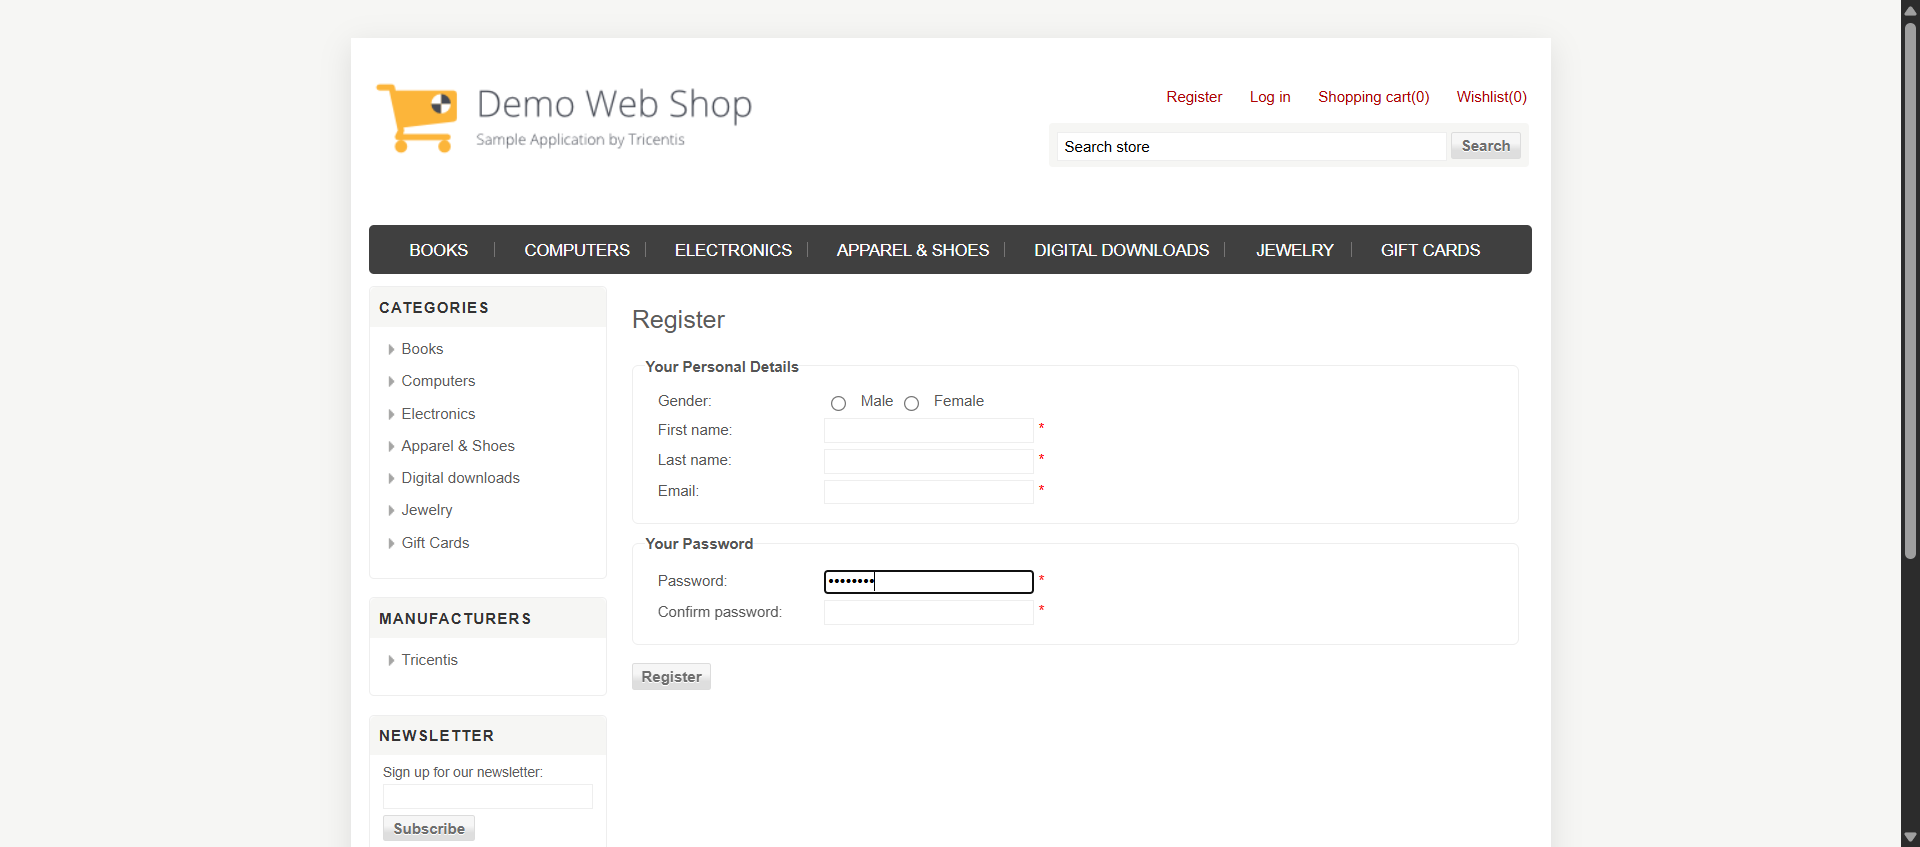 Demo Web Shop
Sample Application by Tricentis
Register Log in Shopping cart(0) Wishlist(0)
Search store Search
BOOKS COMPUTERS ELECTRONICS APPAREL & SHOES DIGITAL DOWNLOADS JEWELRY GIFT CARDS
CATEGORIES
Books
Computers
Electronics
Apparel & Shoes
Digital downloads
Jewelry
Gift Cards
MANUFACTURERS
Tricentis
NEWSLETTER
Sign up for our newsletter:
Subscribe
Register
Your Personal Details
Gender: Male Female
First name: *
Last name: *
Email: *
Your Password
Password: •••••••• *
Confirm password: *
Register